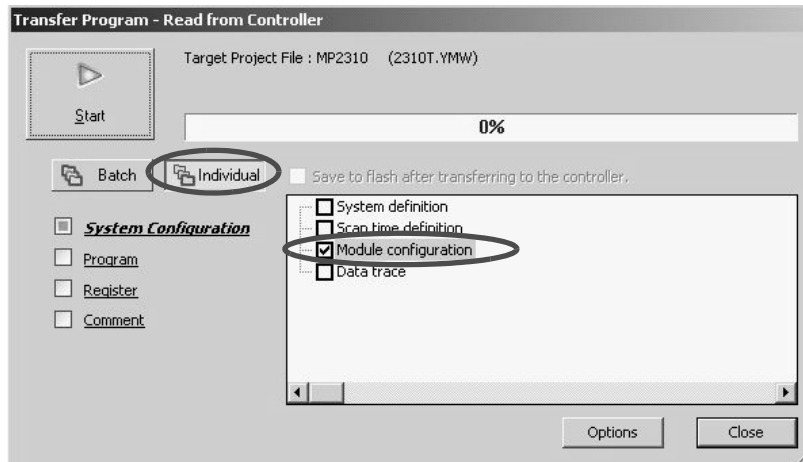 Transfer Program - Read from Controller
Target Project File : MP2310 (2310T.YMW)
Start
0%
Batch
Individual
Save to flash after transferring to the controller.
System Configuration
Program
Register
Comment
System definition
Scan time definition
Module configuration
Data trace
Options
Close